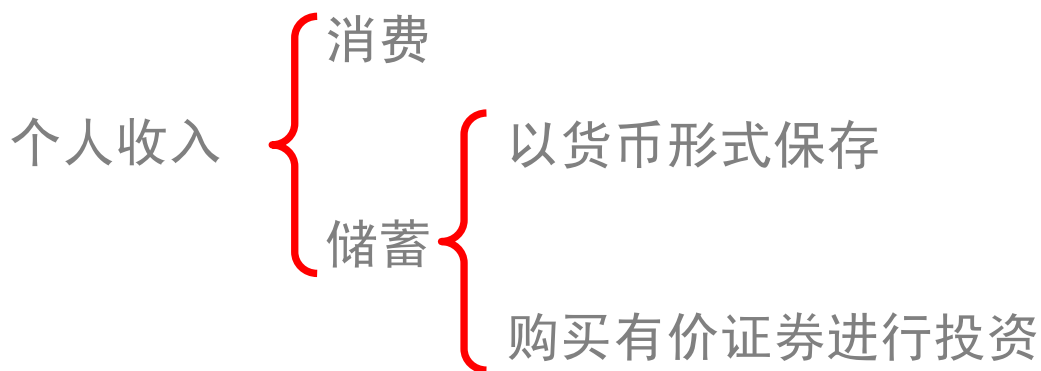 消费
个人收入
以货币形式保存
储蓄
购买有价证券进行投资